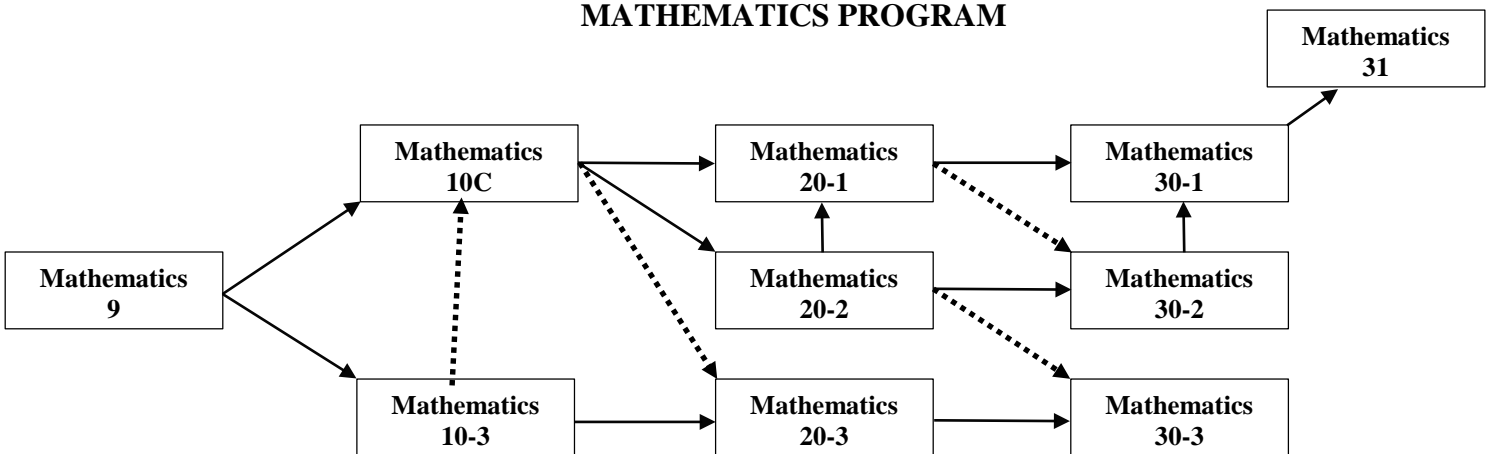 MATHEMATICS PROGRAM
Mathematics
31
Mathematics
10C
Mathematics
20-1
Mathematics
30-1
Mathematics
9
Mathematics
20-2
Mathematics
30-2
Mathematics
10-3
Mathematics
20-3
Mathematics
30-3